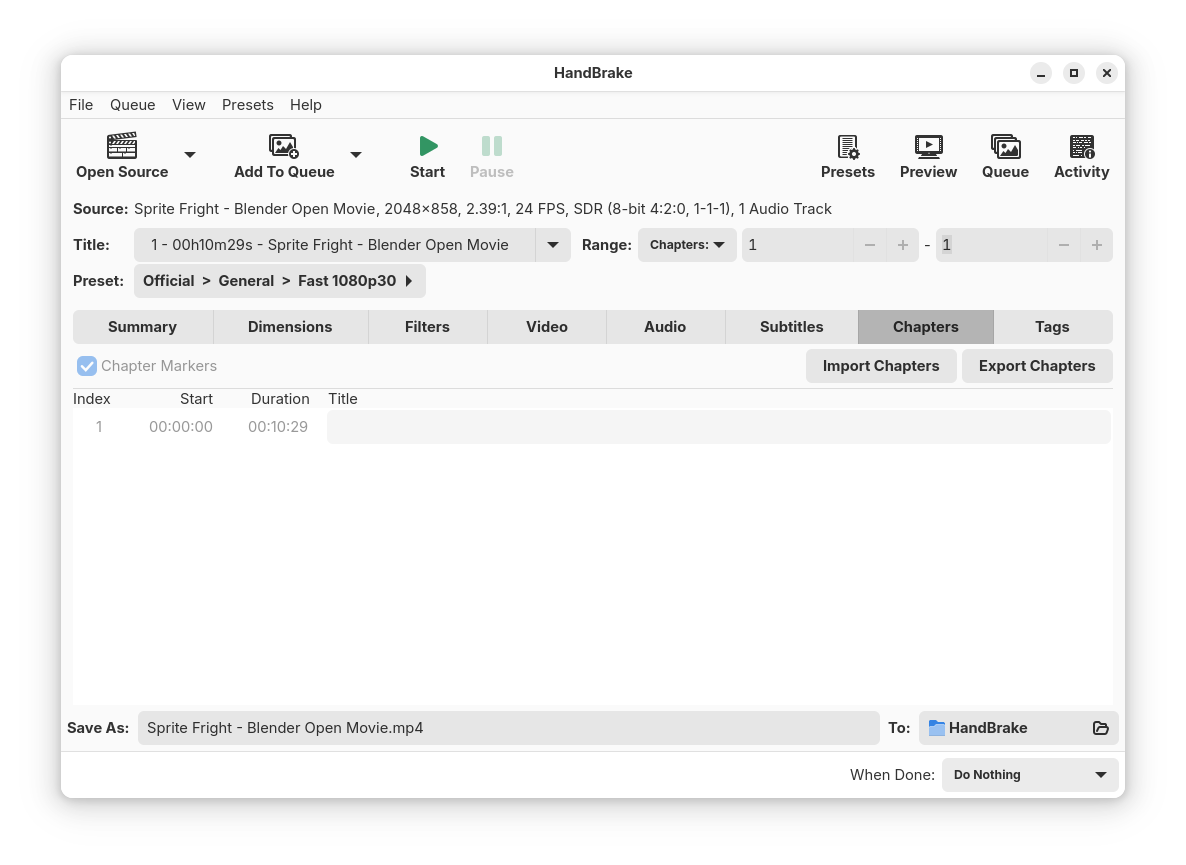 HandBrake
File Queue View Presets Help
Open Source Add To Queue Start Pause Presets Preview Queue Activity
Source: Sprite Fright - Blender Open Movie, 2048×858, 2.39:1, 24 FPS, SDR (8-bit 4:2:0, 1-1-1), 1 Audio Track
Title: 1 - 00h10m29s - Sprite Fright - Blender Open Movie Range: Chapters: 1 - 1
Preset: Official > General > Fast 1080p30
Summary Dimensions Filters Video Audio Subtitles Chapters Tags
Chapter Markers Import Chapters Export Chapters
Index Start Duration Title
1 00:00:00 00:10:29
Save As: Sprite Fright - Blender Open Movie.mp4 To: HandBrake
When Done: Do Nothing